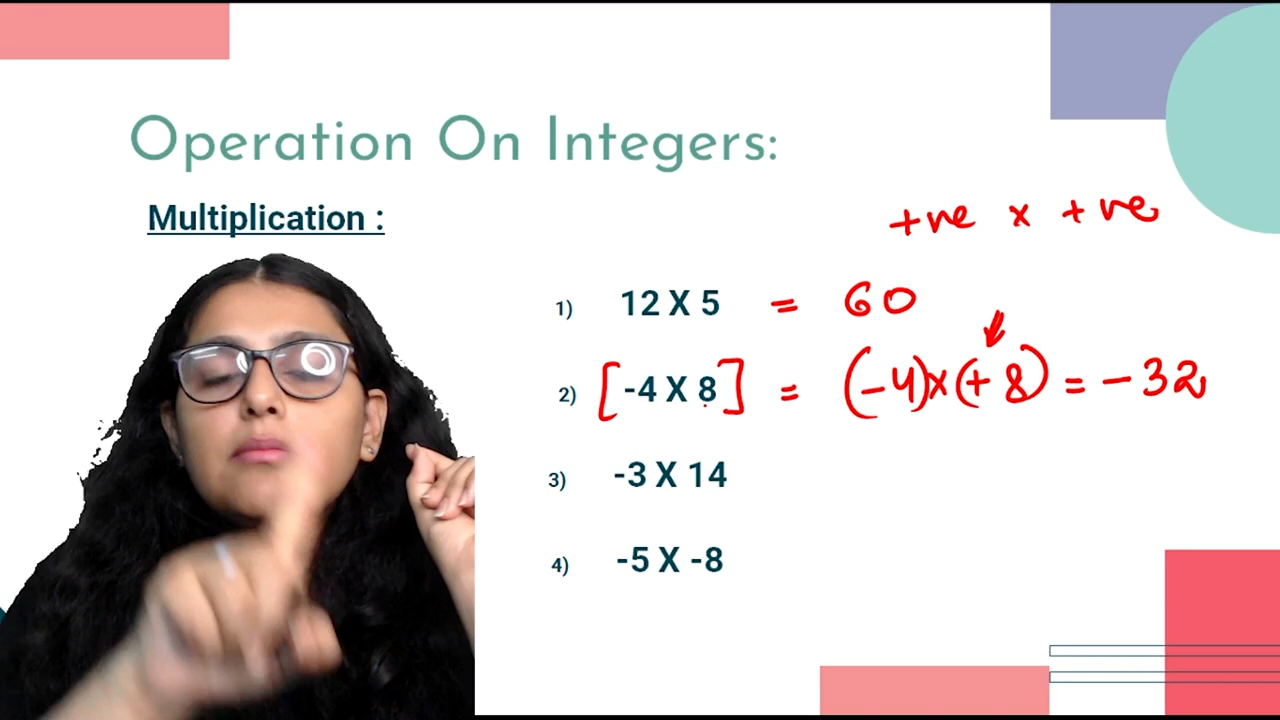 Operation On Integers:
Multiplication :
+ve x +ve
1) 12 X 5 = 60
2) [-4 X 8] = (-4)x(+8) = -32
3) -3 X 14
4) -5 X -8